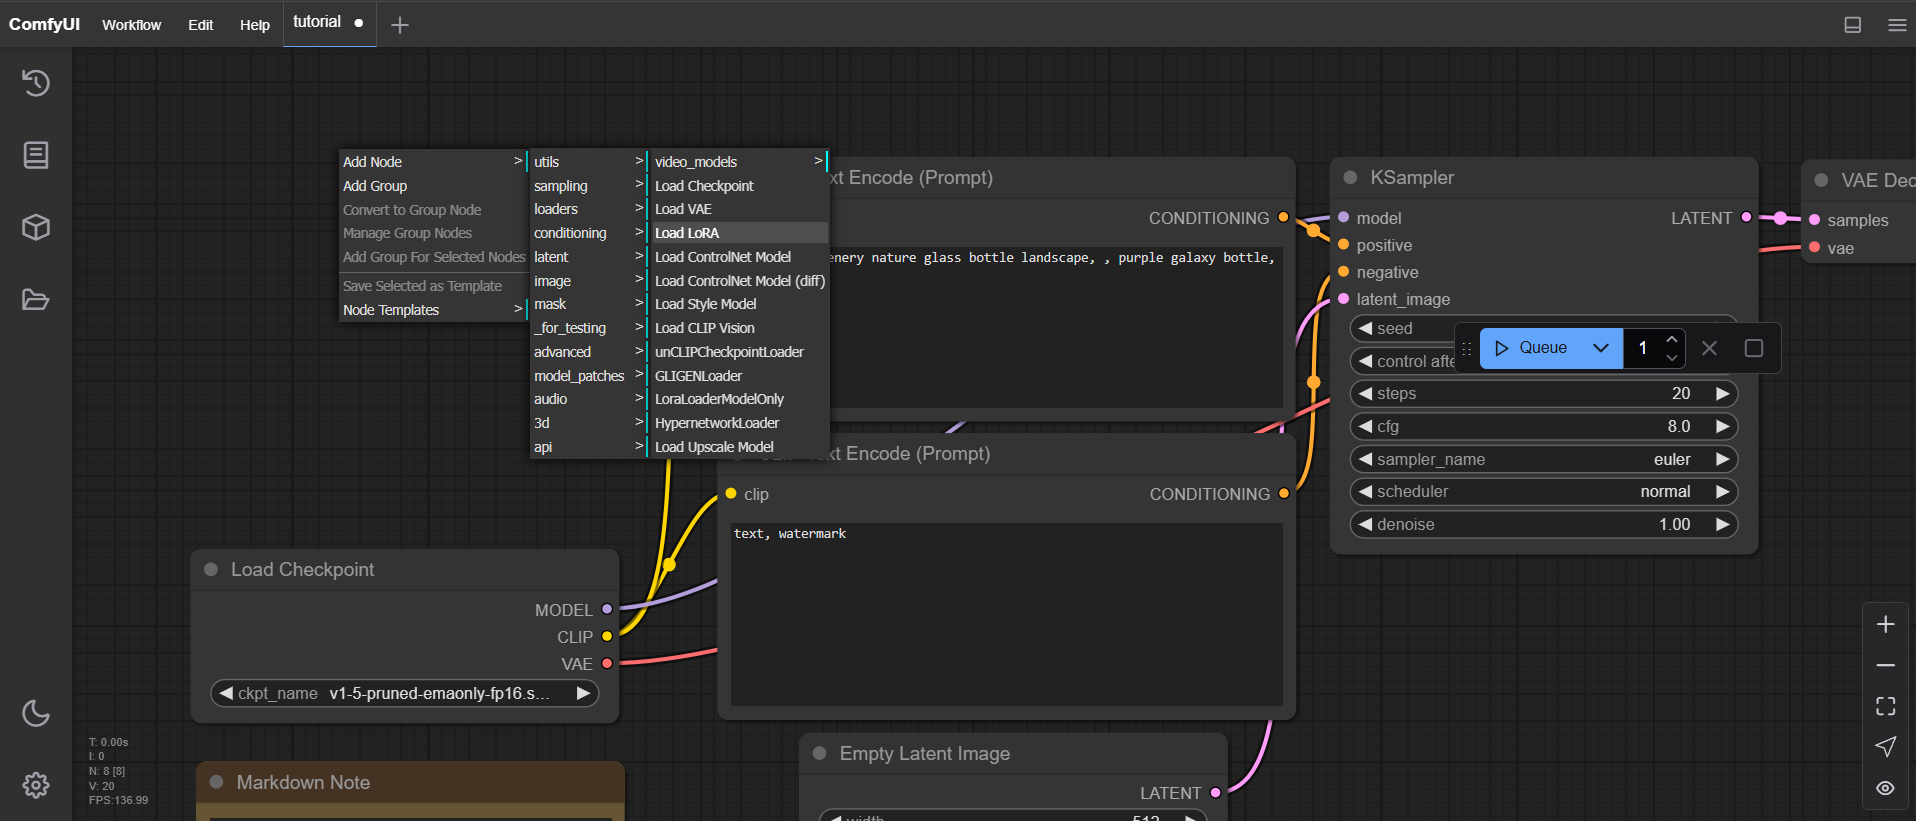 ComfyUI Workflow Edit Help tutorial
Add Node >
Add Group
Convert to Group Node
Manage Group Nodes
Add Group For Selected Nodes
Save Selected as Template
Node Templates >
utils >
sampling >
loaders >
conditioning >
latent >
image >
mask >
_for_testing >
advanced >
model_patches >
audio >
3d >
api >
video_models >
Load Checkpoint
Load VAE
Load LoRA
Load ControlNet Model
Load ControlNet Model (diff)
Load Style Model
Load CLIP Vision
unCLIPCheckpointLoader
GLIGENLoader
LoraLoaderModelOnly
HypernetworkLoader
Load Upscale Model
Encode (Prompt)
CONDITIONING
nature glass bottle landscape, , purple galaxy bottle,
Text Encode (Prompt)
clip CONDITIONING
text, watermark
KSampler
model LATENT
positive
negative
latent_image
seed
control
steps 20
cfg 8.0
sampler_name euler
scheduler normal
denoise 1.00
Queue 1
VAE
samples
vae
Load Checkpoint
MODEL
CLIP
VAE
ckpt_name v1-5-pruned-emaonly-fp16.s...
Markdown Note
Empty Latent Image
LATENT
width 512
T: 0.00s
I: 0
N: 8 [8]
V: 20
FPS:136.99